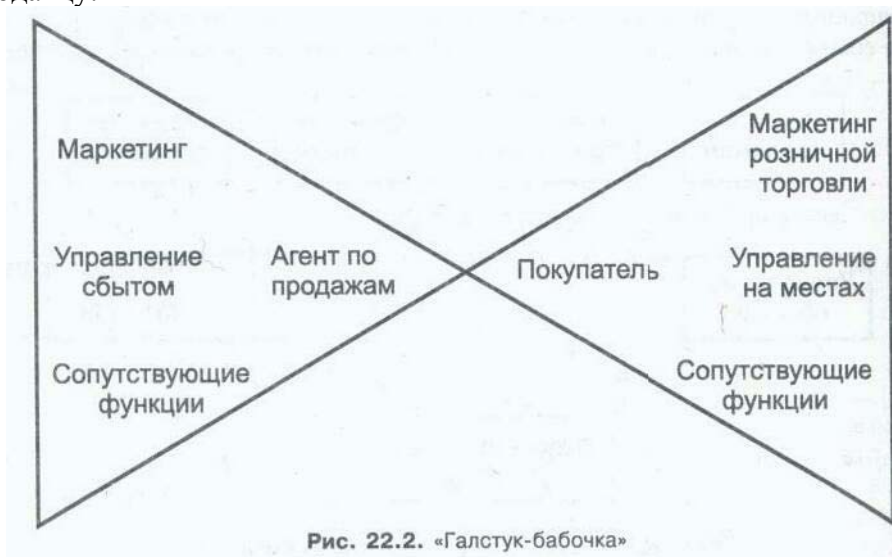 Маркетинг
Управление
сбытом
Сопутствующие
функции
Агент по
продажам
Покупатель
Маркетинг
розничной
торговли
Управление
на местах
Сопутствующие
функции
Рис. 22.2. «Галстук-бабочка»